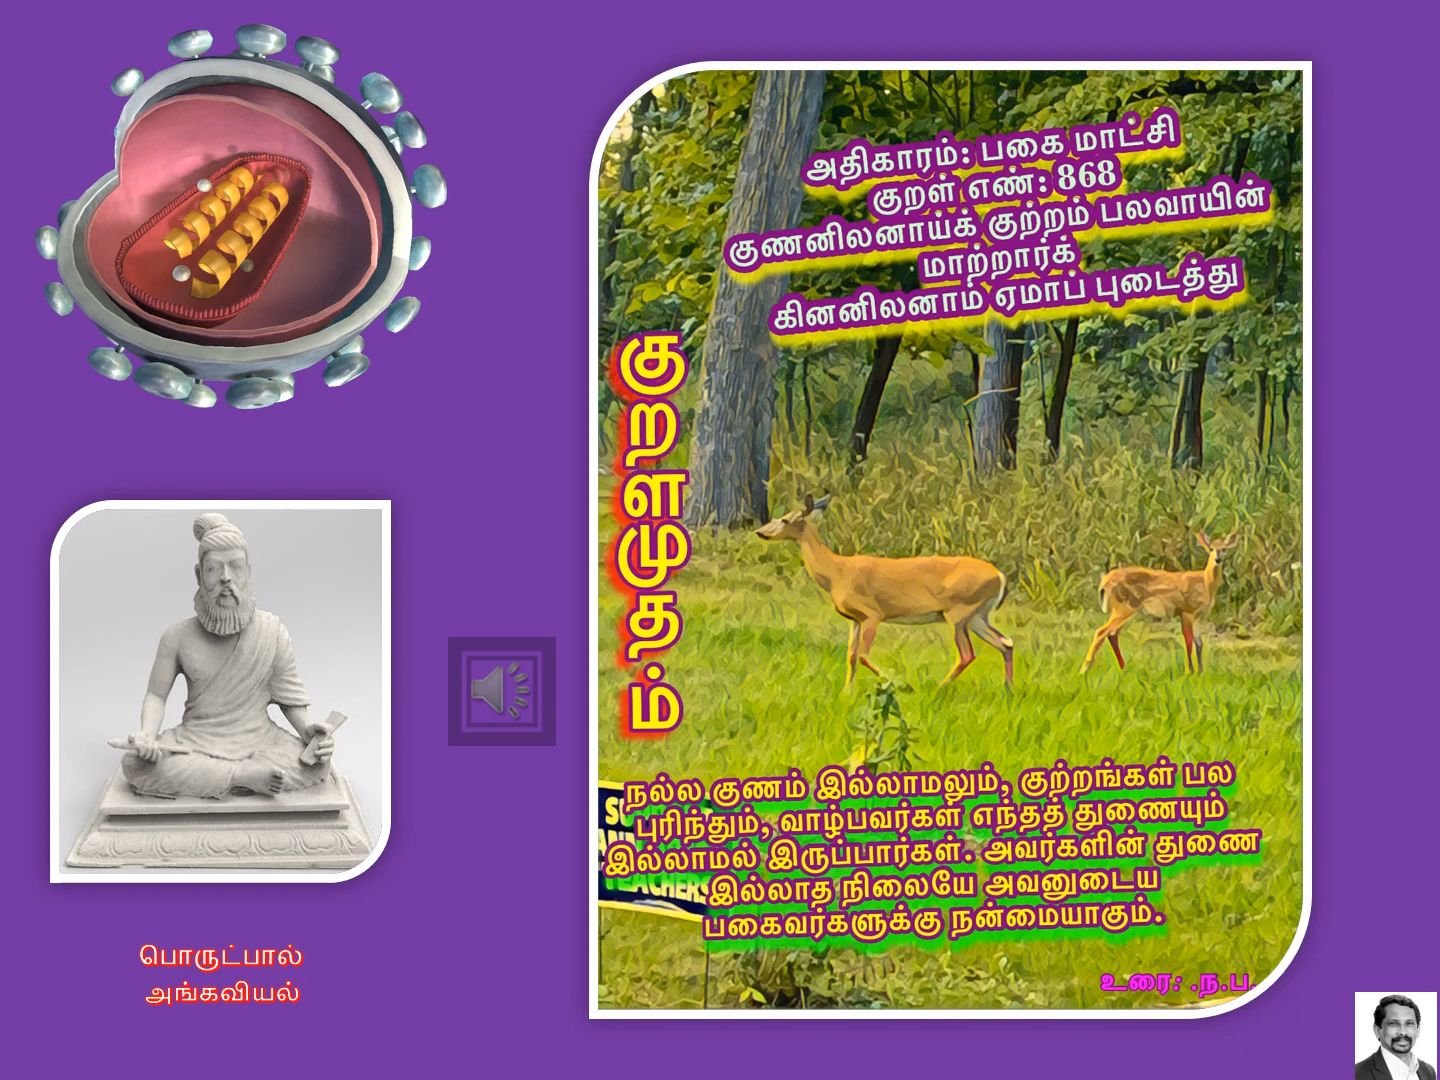 அதிகாரம்: பகை மாட்சி
குறள் எண்: 868
குணனிலனாய்க் குற்றம் பலவாயின்
மாற்றார்க்
கினனிலனாம் ஏமாப் புடைத்து
குறளமுதம்
நல்ல குணம் இல்லாமலும், குற்றங்கள் பல
புரிந்தும், வாழ்பவர்கள் எந்தத் துணையும்
இல்லாமல் இருப்பார்கள். அவர்களின் துணை
இல்லாத நிலையே அவனுடைய
பகைவர்களுக்கு நன்மையாகும்.
உரை: .ந.ப.
TEACHERS
பொருட்பால்
அங்கவியல்